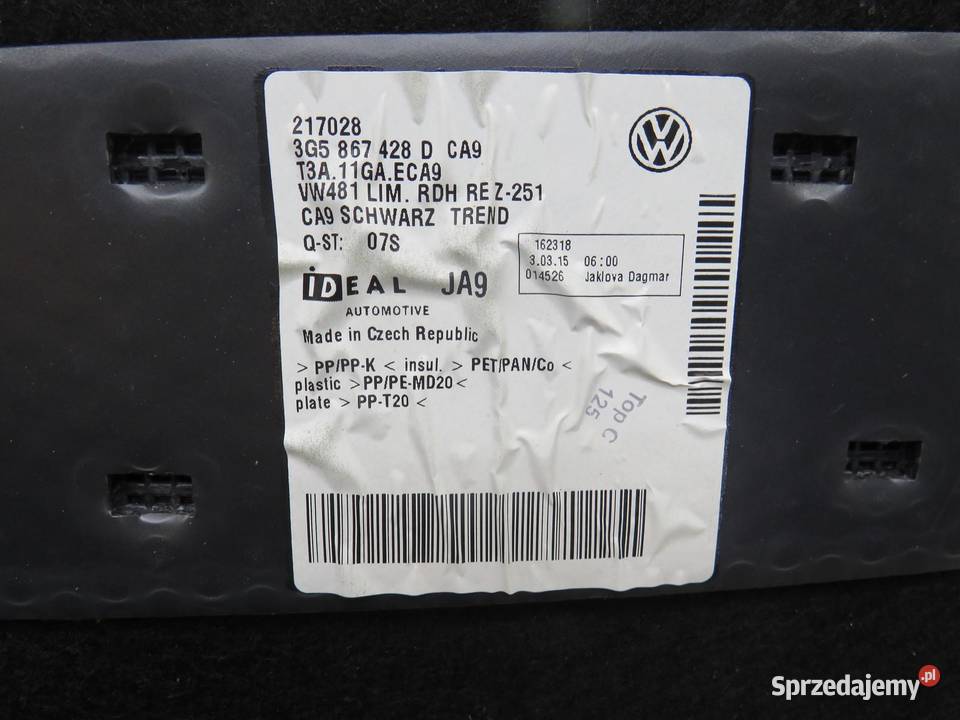 217028
3G5 867 428 D CA9
T3A.11GA.ECA9
VW481 LIM. RDH RE Z-251
CA9 SCHWARZ TREND
Q-ST: 07S
162318
3.03.15 06:00
014526 Jaklova Dagmar
iDEAL JA9
AUTOMOTIVE
Made in Czech Republic
> PP/PP-K < insul. > PET/PAN/Co <
plastic >PP/PE-MD20<
plate > PP-T20 <
Top C
125
Sprzedajemy.pl